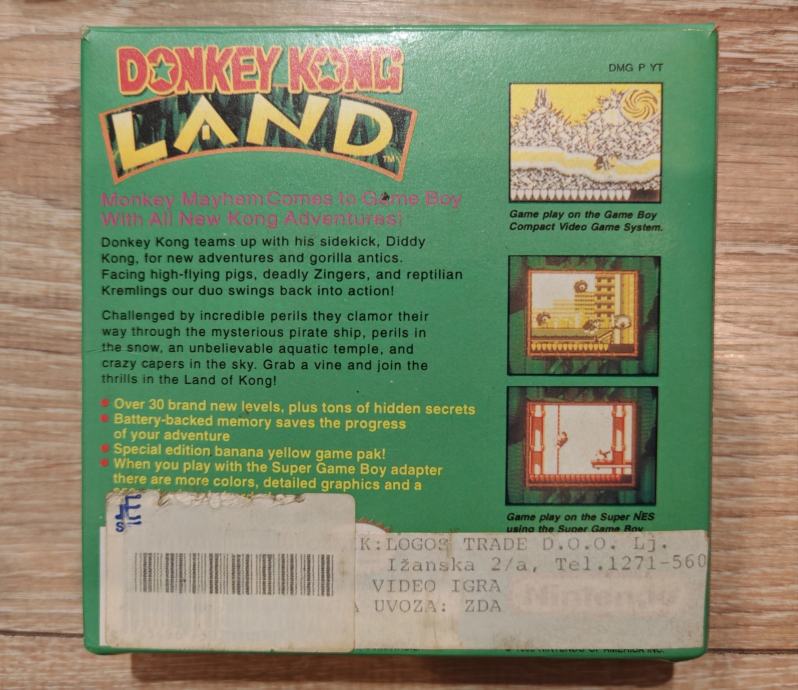 DONKEY KONG
LAND
TM
DMG P YT
Monkey Mayhem Comes to Game Boy
With All New Kong Adventures!
Donkey Kong teams up with his sidekick, Diddy
Kong, for new adventures and gorilla antics.
Facing high-flying pigs, deadly Zingers, and reptilian
Kremlings our duo swings back into action!
Challenged by incredible perils they clamor their
way through the mysterious pirate ship, perils in
the snow, an unbelievable aquatic temple, and
crazy capers in the sky. Grab a vine and join the
thrills in the Land of Kong!
• Over 30 brand new levels, plus tons of hidden secrets
• Battery-backed memory saves the progress
of your adventure
• Special edition banana yellow game pak!
• When you play with the Super Game Boy adapter
there are more colors, detailed graphics and a
Game play on the Game Boy
Compact Video Game System.
Game play on the Super NES
using the Super Game Boy
K:LOGOS TRADE D.O.O. Lj.
Ižanska 2/a, Tel.1271-560
VIDEO IGRA
A UVOZA: ZDA
Nintendo
NINTENDO OF AMERICA INC.